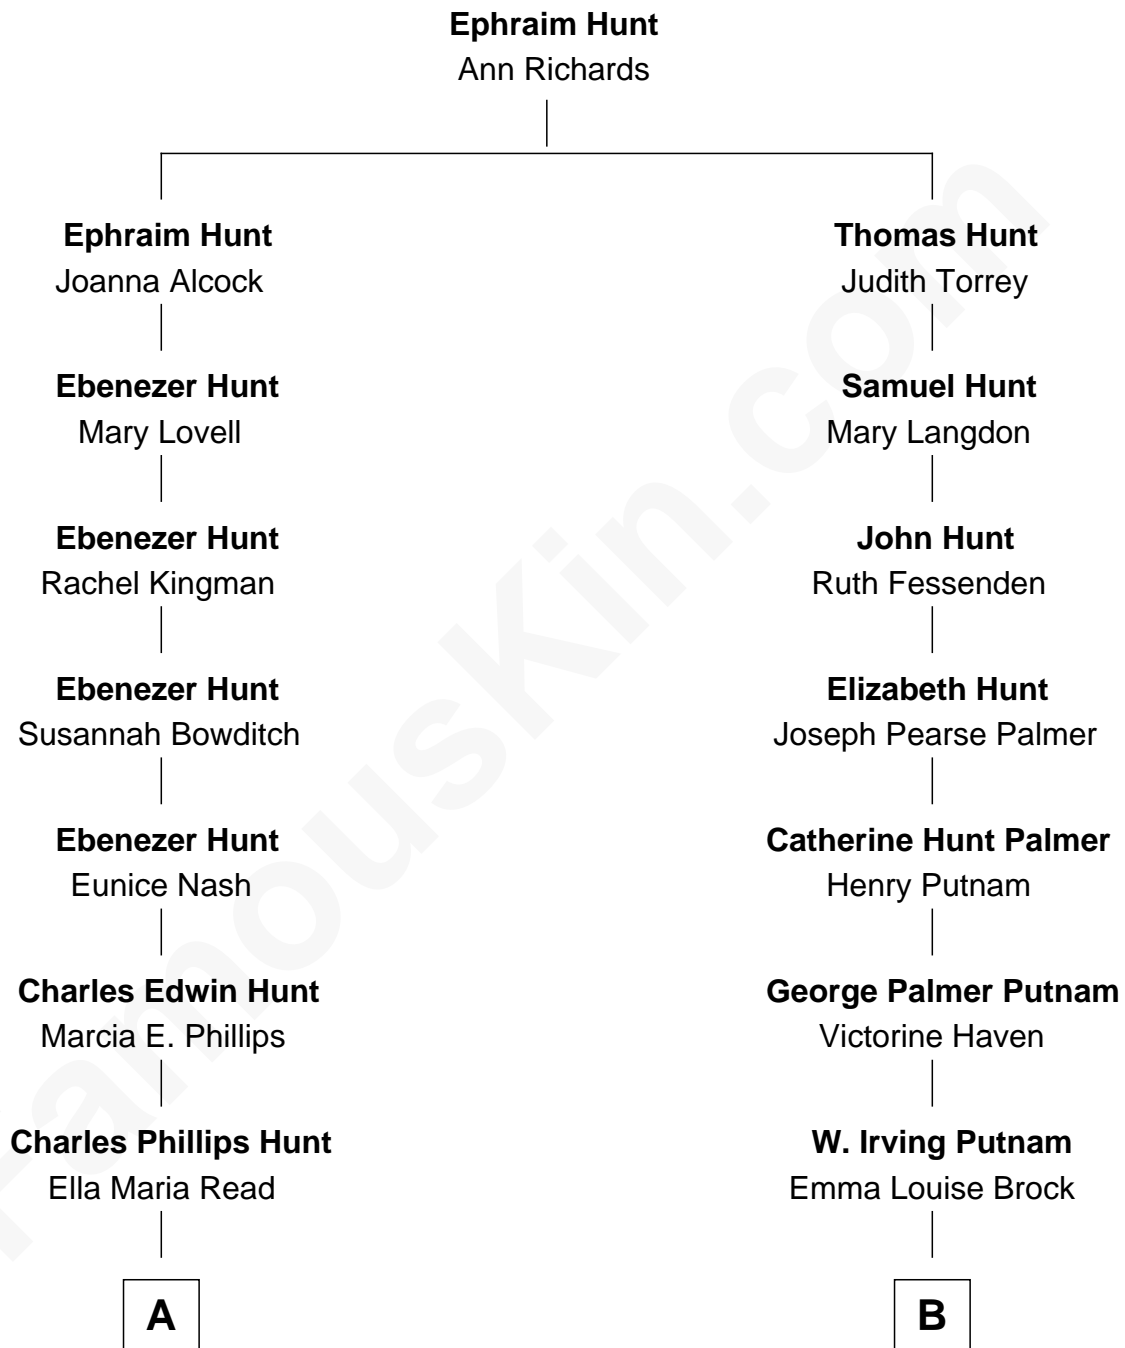 Ephraim Hunt
Ann Richards
Ephraim Hunt
Joanna Alcock
Thomas Hunt
Judith Torrey
Ebenezer Hunt
Mary Lovell
Samuel Hunt
Mary Langdon
Ebenezer Hunt
Rachel Kingman
John Hunt
Ruth Fessenden
Ebenezer Hunt
Susannah Bowditch
Elizabeth Hunt
Joseph Pearse Palmer
Ebenezer Hunt
Eunice Nash
Catherine Hunt Palmer
Henry Putnam
Charles Edwin Hunt
Marcia E. Phillips
George Palmer Putnam
Victorine Haven
Charles Phillips Hunt
Ella Maria Read
W. Irving Putnam
Emma Louise Brock
A
B
FamousKin.com